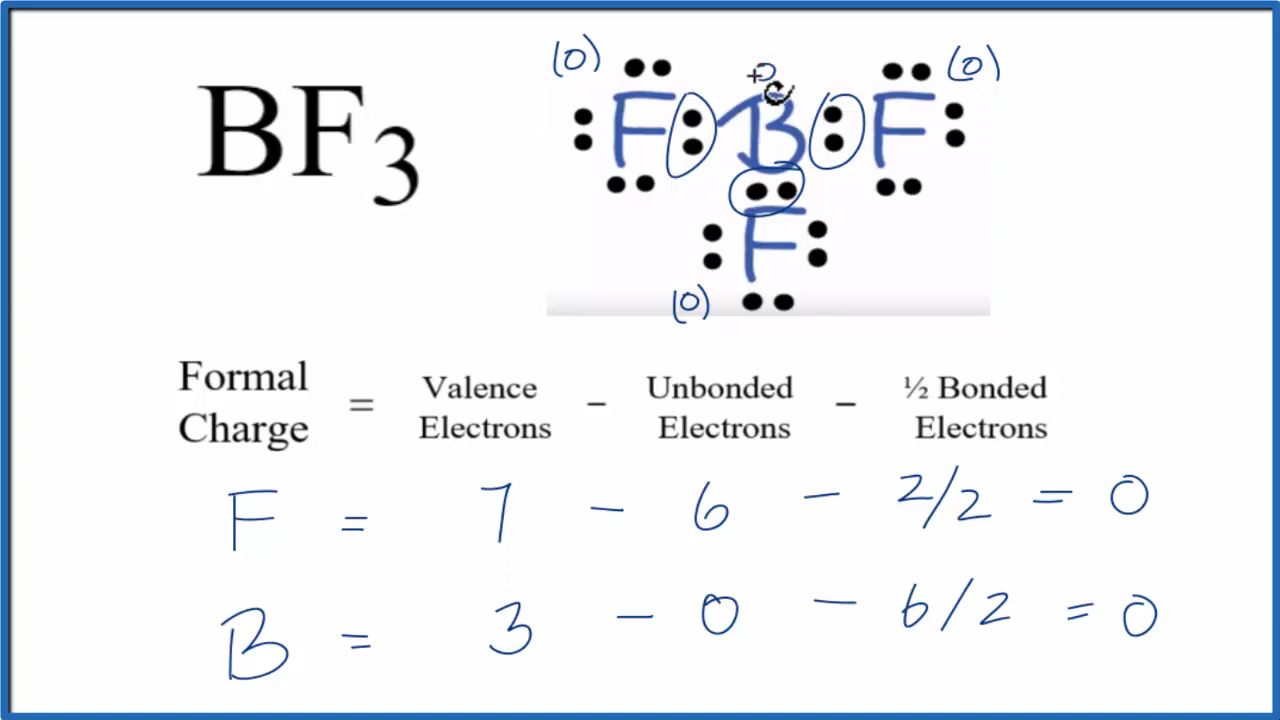 BF3
(0) (0)
F B F
F
(0)
Formal Charge = Valence Electrons - Unbonded Electrons - ½ Bonded Electrons
F = 7 - 6 - 2/2 = 0
B = 3 - 0 - 6/2 = 0